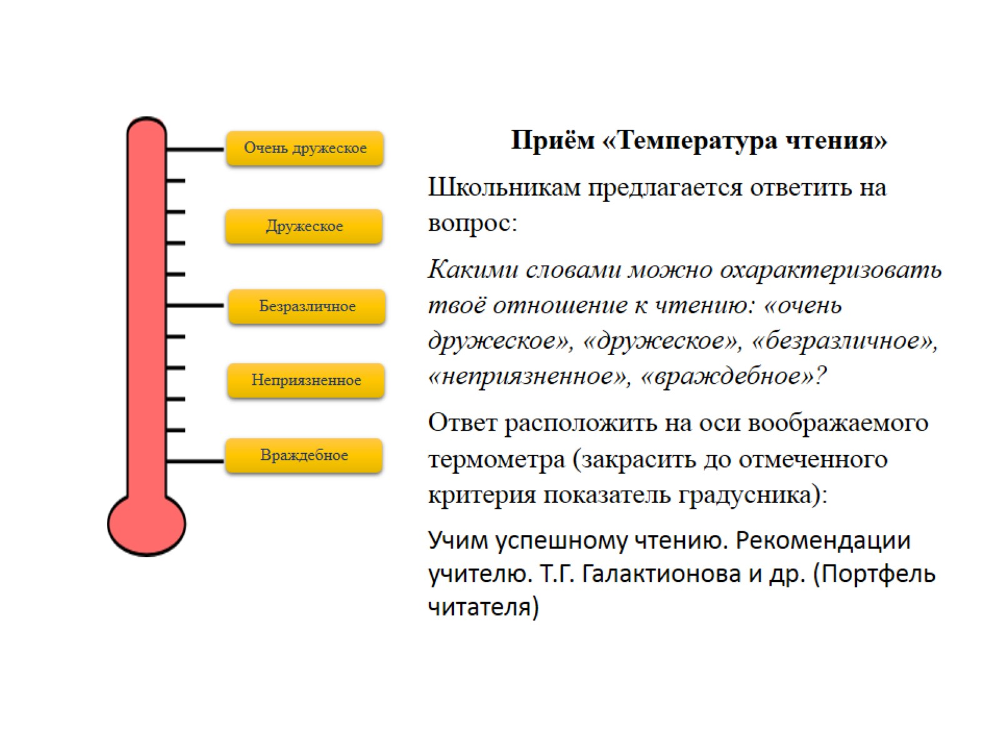 Очень дружеское
Дружеское
Безразличное
Неприязненное
Враждебное
Приём «Температура чтения»
Школьникам предлагается ответить на
вопрос:
Какими словами можно охарактеризовать
твоё отношение к чтению: «очень
дружеское», «дружеское», «безразличное»,
«неприязненное», «враждебное»?
Ответ расположить на оси воображаемого
термометра (закрасить до отмеченного
критерия показатель градусника):
Учим успешному чтению. Рекомендации
учителю. Т.Г. Галактионова и др. (Портфель
читателя)